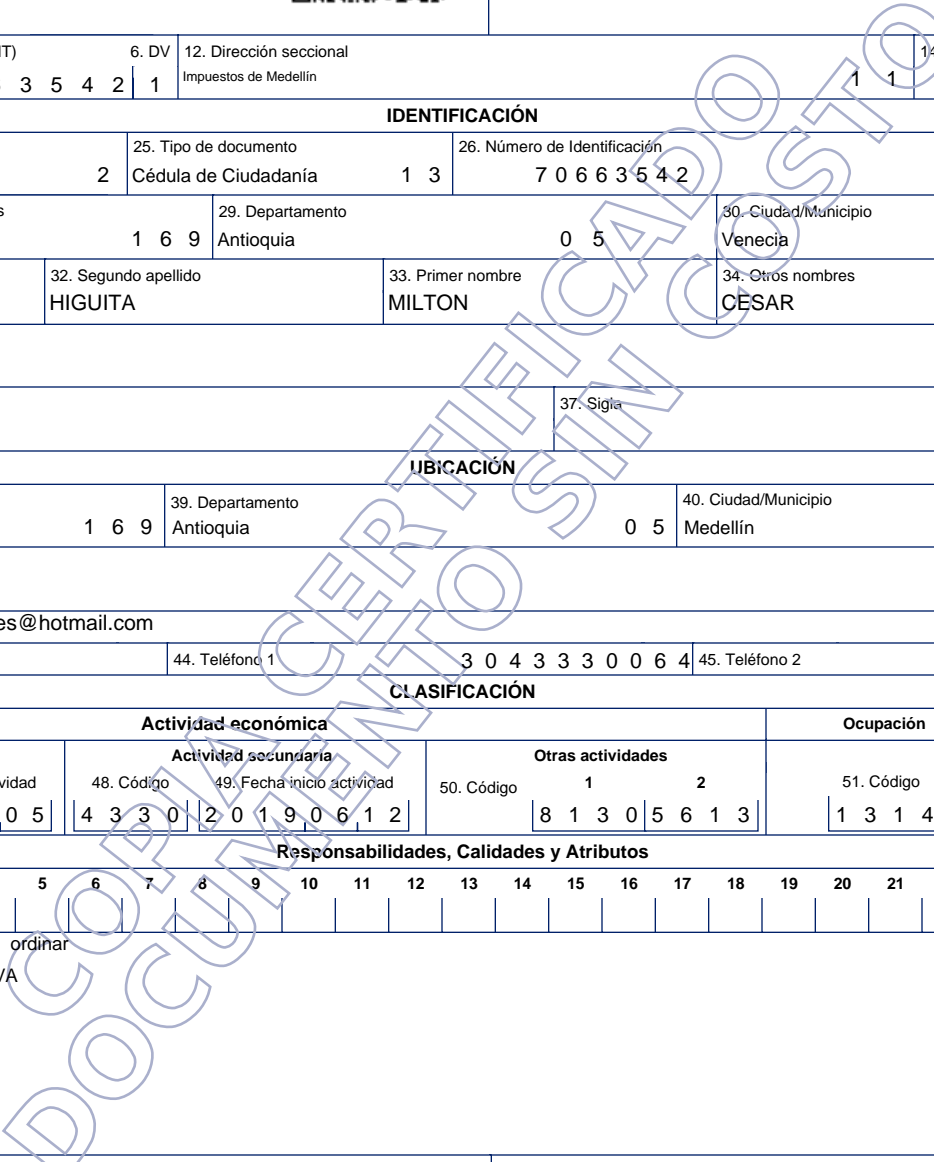 IT) 6. DV 12. Dirección seccional 14
3 5 4 2 1 Impuestos de Medellín 1 1
IDENTIFICACIÓN
25. Tipo de documento 26. Número de Identificación
2 Cédula de Ciudadanía 1 3 7 0 6 6 3 5 4 2
s 29. Departamento 30. Ciudad/Municipio
1 6 9 Antioquia 0 5 Venecia
32. Segundo apellido 33. Primer nombre 34. Otros nombres
HIGUITA MILTON CESAR
37. Sigla
UBICACIÓN
39. Departamento 40. Ciudad/Municipio
1 6 9 Antioquia 0 5 Medellín
es@hotmail.com
44. Teléfono 1 3 0 4 3 3 3 0 0 6 4 45. Teléfono 2
CLASIFICACIÓN
Actividad económica Ocupación
Actividad secundaria Otras actividades
vidad 48. Código 49. Fecha inicio actividad 50. Código 1 2 51. Código
0 5 4 3 3 0 2 0 1 9 0 6 1 2 8 1 3 0 5 6 1 3 1 3 1 4
Responsabilidades, Calidades y Atributos
5 6 7 8 9 10 11 12 13 14 15 16 17 18 19 20 21
ordinar
VA
COPIA CERTIFICADO
DOCUMENTO SIN COSTO